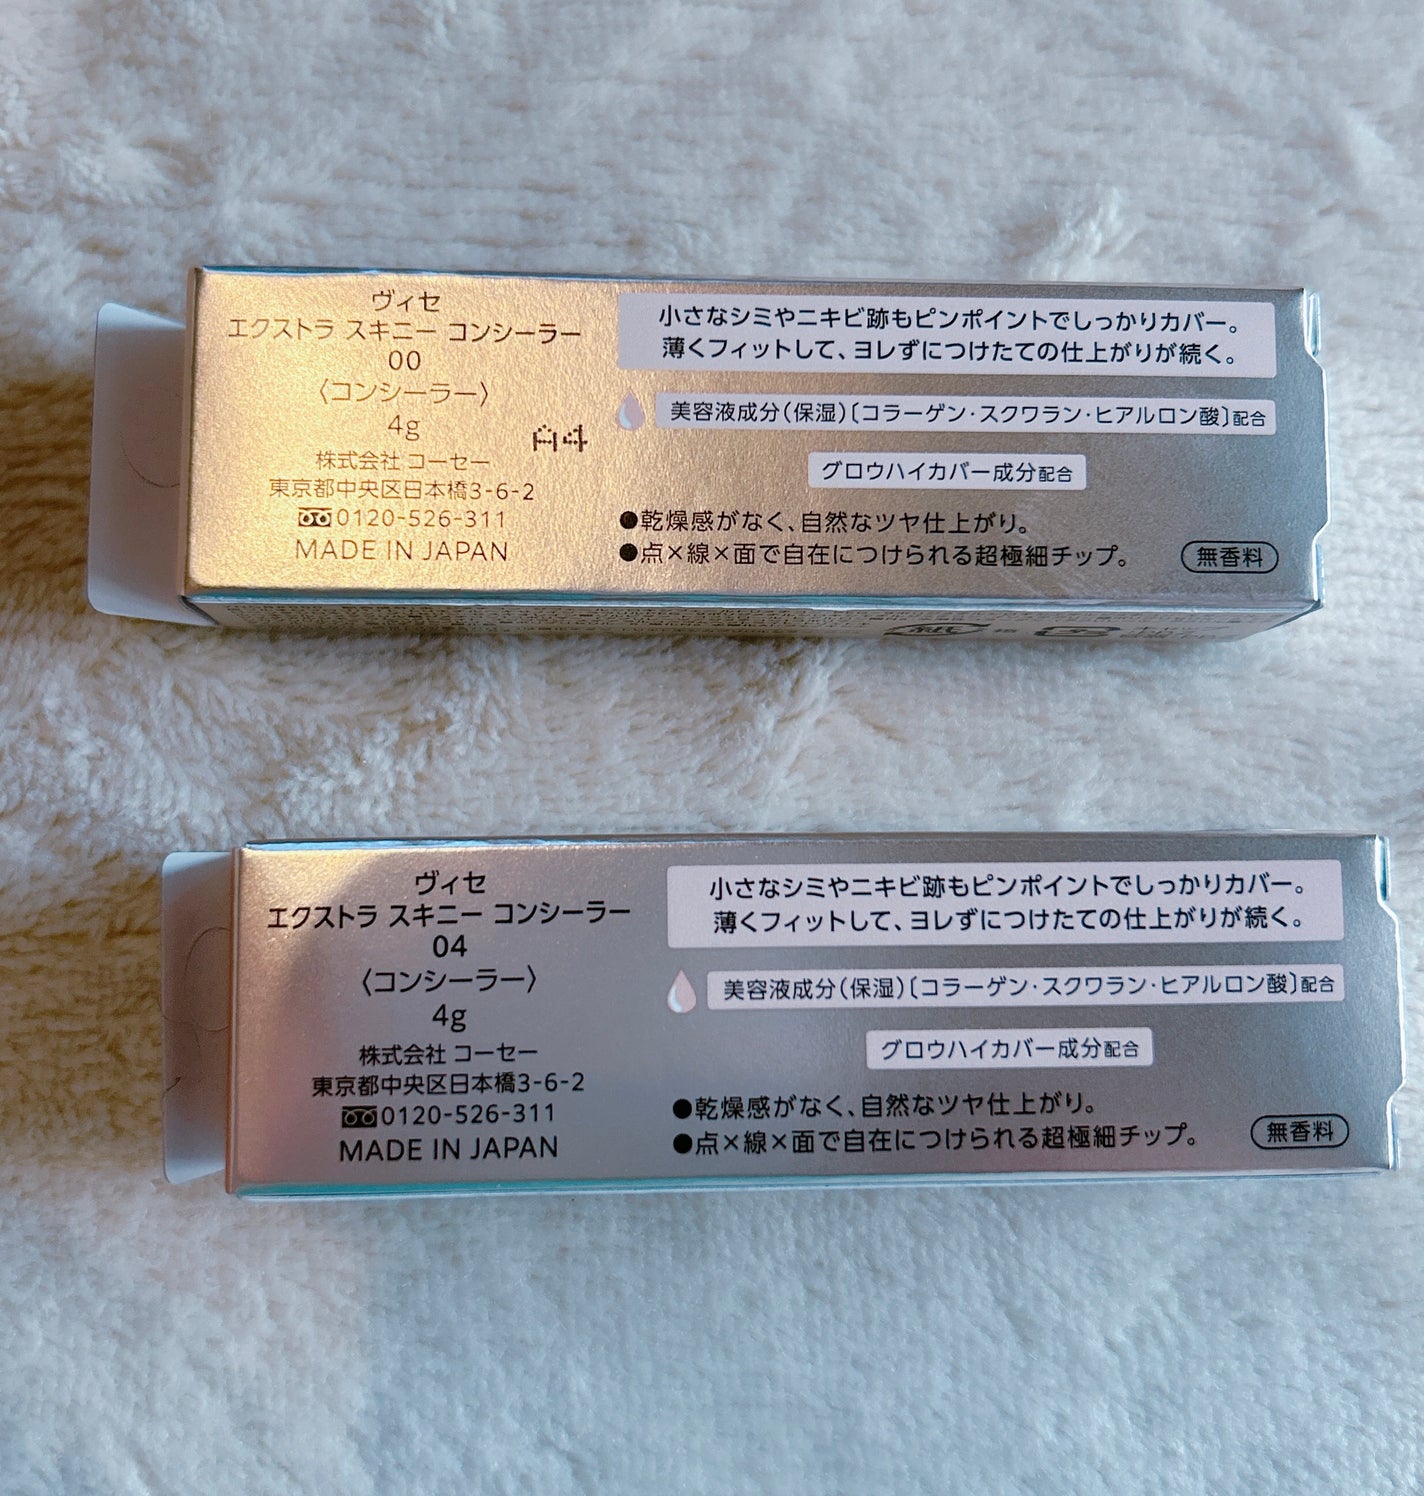 ヴィセ
エクストラ スキニー コンシーラー
00
〈コンシーラー〉
4g
A4
株式会社 コーセー
東京都中央区日本橋3-6-2
0120-526-311
MADE IN JAPAN
小さなシミやニキビ跡もピンポイントでしっかりカバー。
薄くフィットして、ヨレずにつけたての仕上がりが続く。
美容液成分(保湿)〔コラーゲン・スクワラン・ヒアルロン酸〕配合
グロウハイカバー成分配合
●乾燥感がなく、自然なツヤ仕上がり。
●点×線×面で自在につけられる超極細チップ。
無香料
紙
ヴィセ
エクストラ スキニー コンシーラー
04
〈コンシーラー〉
4g
株式会社 コーセー
東京都中央区日本橋3-6-2
0120-526-311
MADE IN JAPAN
小さなシミやニキビ跡もピンポイントでしっかりカバー。
薄くフィットして、ヨレずにつけたての仕上がりが続く。
美容液成分(保湿)〔コラーゲン・スクワラン・ヒアルロン酸〕配合
グロウハイカバー成分配合
●乾燥感がなく、自然なツヤ仕上がり。
●点×線×面で自在につけられる超極細チップ。
無香料